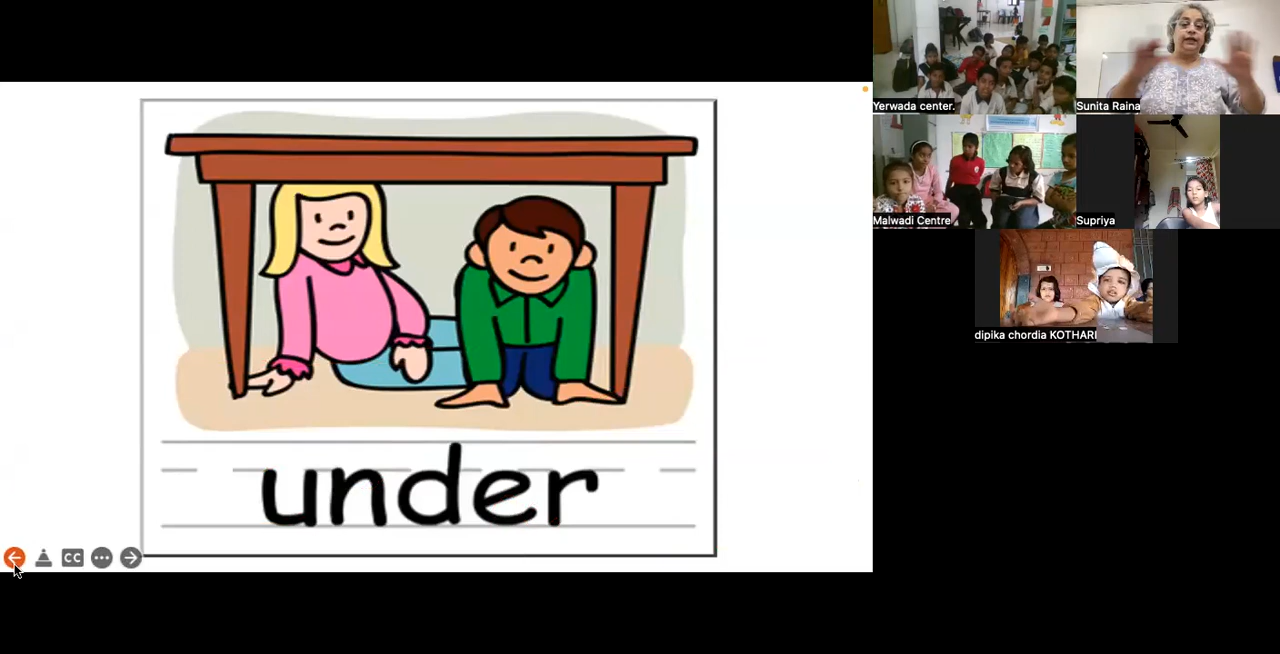 under
CC
Yerwada center.
Sunita Raina
Malwadi Centre
Supriya
dipika chordia KOTHARI